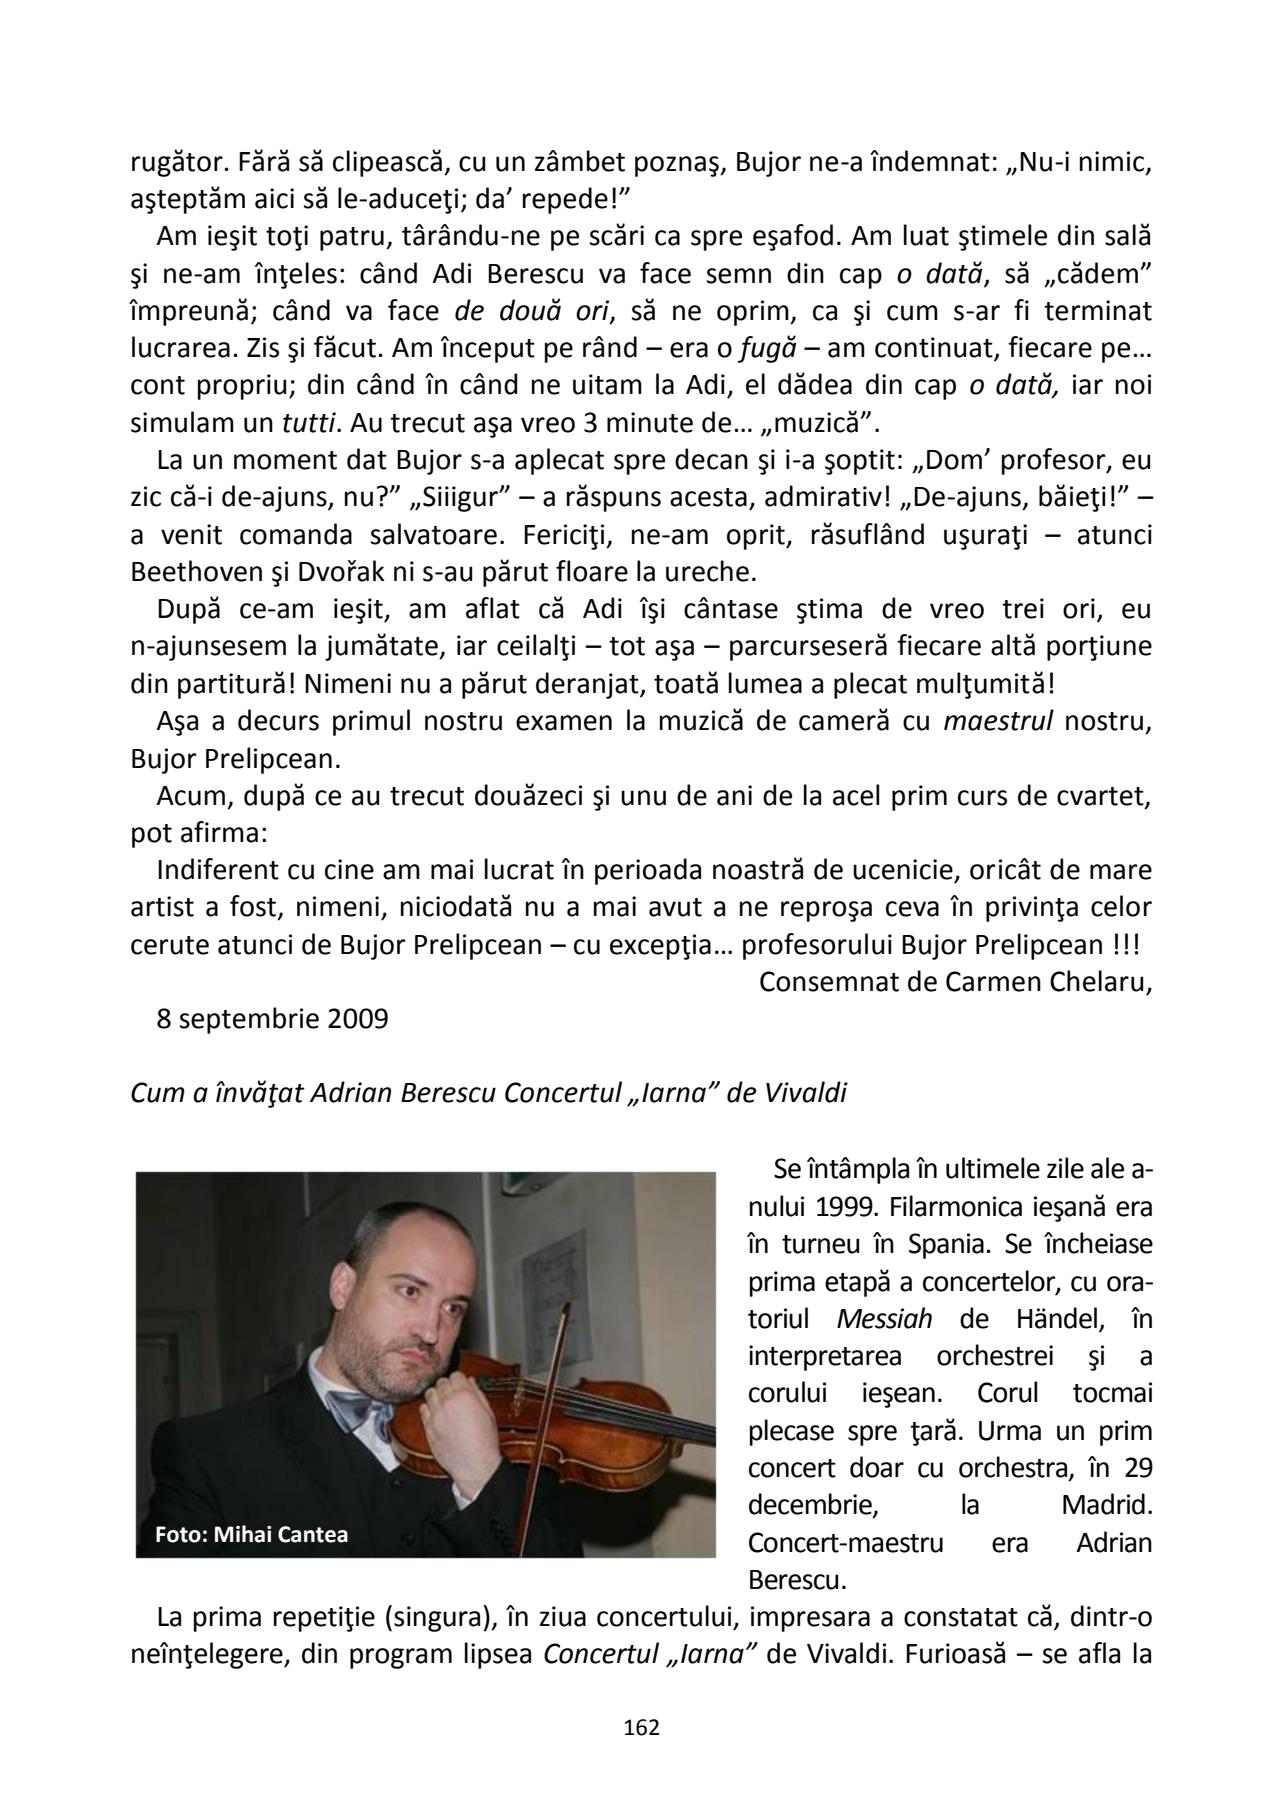 rugător. Fără să clipească, cu un zâmbet poznaş, Bujor ne-a îndemnat: „Nu-i nimic,
aşteptăm aici să le-aduceţi; da’ repede!”
Am ieşit toţi patru, târându-ne pe scări ca spre eşafod. Am luat ştimele din sală
şi ne-am înţeles: când Adi Berescu va face semn din cap o dată, să „cădem”
împreună; când va face de două ori, să ne oprim, ca şi cum s-ar fi terminat
lucrarea. Zis şi făcut. Am început pe rând – era o fugă – am continuat, fiecare pe…
cont propriu; din când în când ne uitam la Adi, el dădea din cap o dată, iar noi
simulam un tutti. Au trecut aşa vreo 3 minute de… „muzică”.
La un moment dat Bujor s-a aplecat spre decan şi i-a şoptit: „Dom’ profesor, eu
zic că-i de-ajuns, nu?” „Siiigur” – a răspuns acesta, admirativ! „De-ajuns, băieţi!” –
a venit comanda salvatoare. Fericiţi, ne-am oprit, răsuflând uşuraţi – atunci
Beethoven şi Dvořak ni s-au părut floare la ureche.
După ce-am ieşit, am aflat că Adi îşi cântase ştima de vreo trei ori, eu
n-ajunsesem la jumătate, iar ceilalţi – tot aşa – parcurseseră fiecare altă porţiune
din partitură! Nimeni nu a părut deranjat, toată lumea a plecat mulţumită!
Aşa a decurs primul nostru examen la muzică de cameră cu maestrul nostru,
Bujor Prelipcean.
Acum, după ce au trecut douăzeci şi unu de ani de la acel prim curs de cvartet,
pot afirma:
Indiferent cu cine am mai lucrat în perioada noastră de ucenicie, oricât de mare
artist a fost, nimeni, niciodată nu a mai avut a ne reproşa ceva în privinţa celor
cerute atunci de Bujor Prelipcean – cu excepţia… profesorului Bujor Prelipcean !!!
Consemnat de Carmen Chelaru,
8 septembrie 2009
Cum a învăţat Adrian Berescu Concertul „Iarna” de Vivaldi
Se întâmpla în ultimele zile ale a-
nului 1999. Filarmonica ieşană era
în turneu în Spania. Se încheiase
prima etapă a concertelor, cu ora-
toriul Messiah de Händel, în
interpretarea orchestrei şi a
corului ieşean. Corul tocmai
plecase spre ţară. Urma un prim
concert doar cu orchestra, în 29
decembrie, la Madrid.
Concert-maestru era Adrian
Berescu.
Foto: Mihai Cantea
La prima repetiţie (singura), în ziua concertului, impresara a constatat că, dintr-o
neînţelegere, din program lipsea Concertul „Iarna” de Vivaldi. Furioasă – se afla la
162